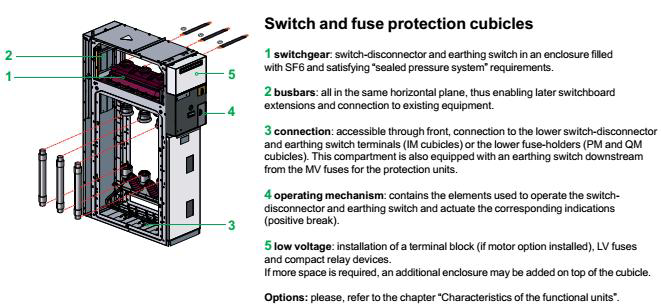 Switch and fuse protection cubicles
1 switchgear: switch-disconnector and earthing switch in an enclosure filled
with SF6 and satisfying “sealed pressure system” requirements.
2 busbars: all in the same horizontal plane, thus enabling later switchboard
extensions and connection to existing equipment.
3 connection: accessible through front, connection to the lower switch-disconnector
and earthing switch terminals (IM cubicles) or the lower fuse-holders (PM and QM
cubicles). This compartment is also equipped with an earthing switch downstream
from the MV fuses for the protection units.
4 operating mechanism: contains the elements used to operate the switch-
disconnector and earthing switch and actuate the corresponding indications
(positive break).
5 low voltage: installation of a terminal block (if motor option installed), LV fuses
and compact relay devices.
If more space is required, an additional enclosure may be added on top of the cubicle.
Options: please, refer to the chapter “Characteristics of the functional units”.
2
1
5
4
3